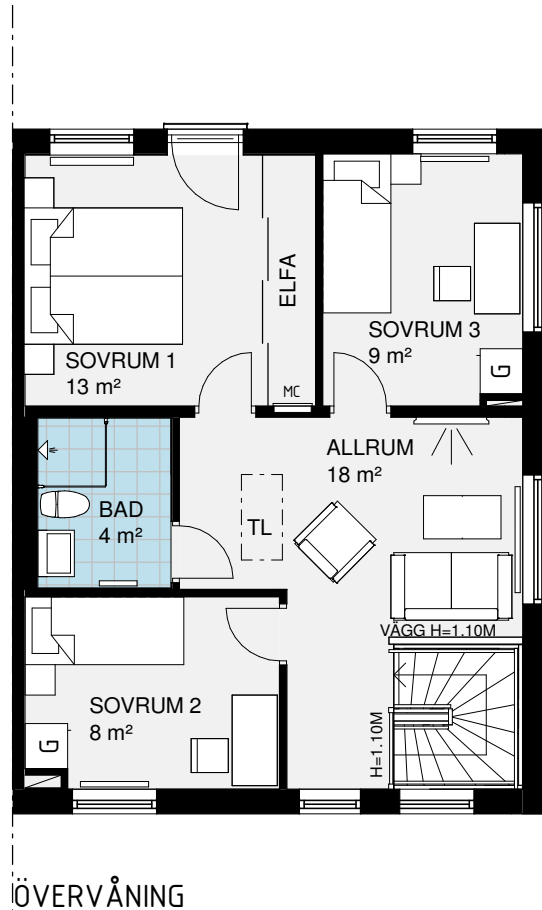 ELFA
SOVRUM 1
13 m²
MC
SOVRUM 3
9 m²
G
ALLRUM
18 m²
BAD
4 m²
TL
VÄGG H=1.10M
H=1.10M
SOVRUM 2
8 m²
G
ÖVERVÅNING